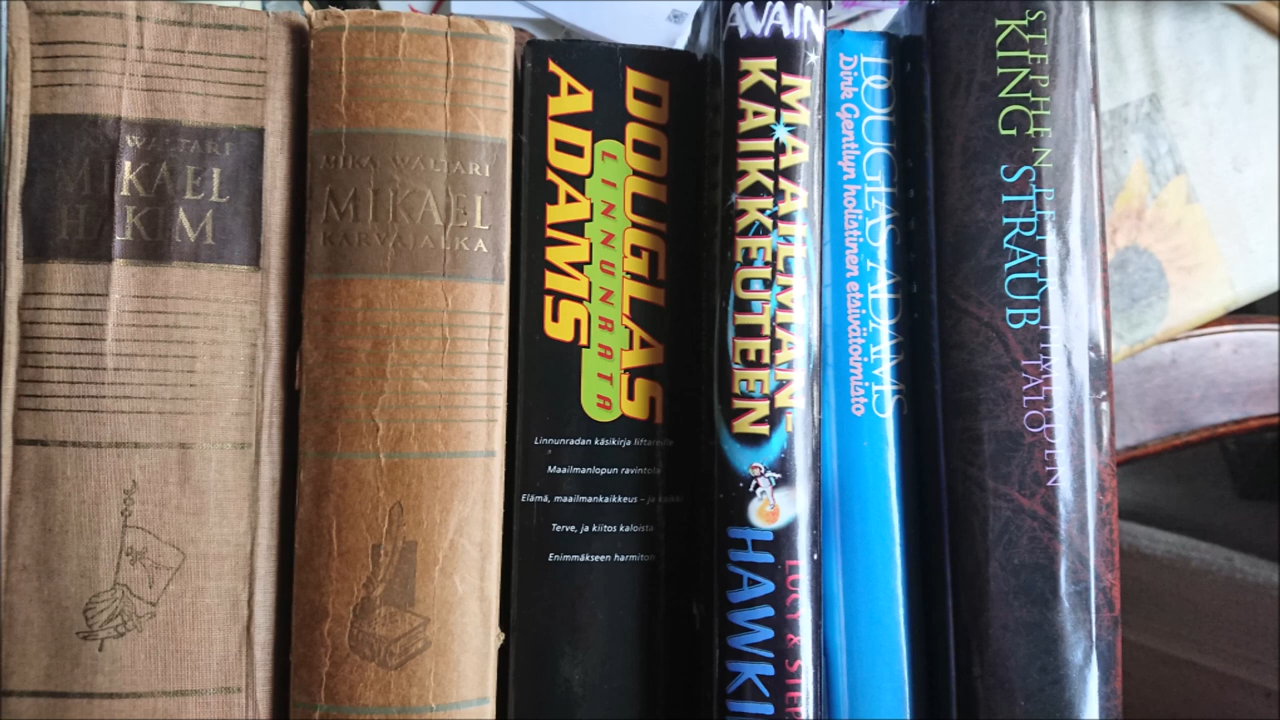 WALTARI
MIKAEL
HAKIM
MIKA WALTARI
MIKAEL
KARVAJALKA
DOUGLAS
ADAMS
LINNUNRATA
Linnunradan käsikirja liftareille
Maailmanlopun ravintola
Elämä, maailmankaikkeus – ja kaikki
Terve, ja kiitos kaloista
Enimmäkseen harmiton
AVAIN
MAAILMAN-
KAIKKEUTEEN
LUCY & STEP
HAWKI
DOUGLAS ADAMS
Dirk Gentlyn holistinen etsivätoimisto
STEPHEN
KING
PETER
STRAUB
TALO